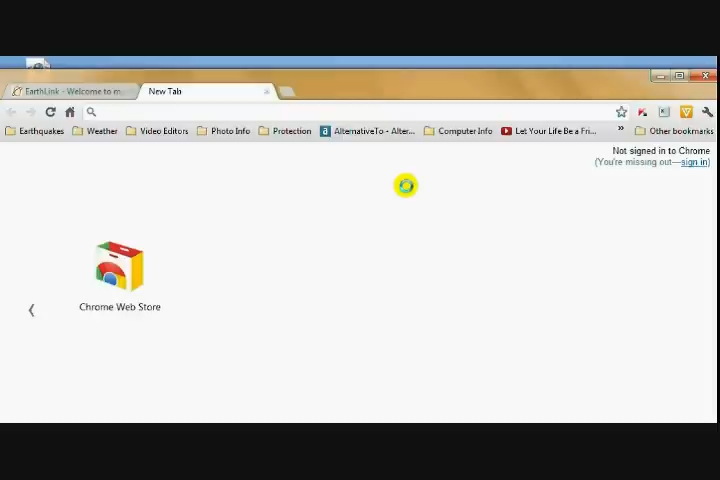 EarthLink - Welcome to m
New Tab
Earthquakes
Weather
Video Editors
Photo Info
Protection
a AlternativeTo - Alter...
Computer Info
Let Your Life Be a Fri...
»
Other bookmarks
Not signed in to Chrome
(You're missing out—sign in)
Chrome Web Store